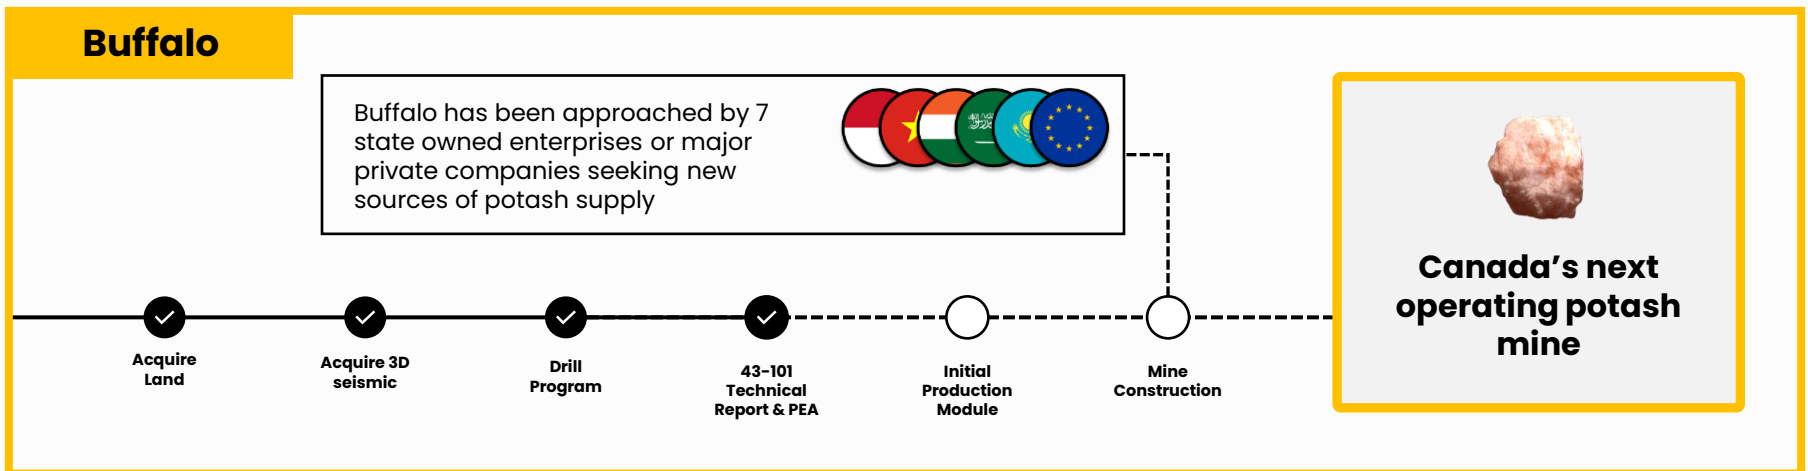 Buffalo
Buffalo has been approached by 7
state owned enterprises or major
private companies seeking new
sources of potash supply
Canada’s next
operating potash
mine
Acquire
Land
Acquire 3D
seismic
Drill
Program
43-101
Technical
Report & PEA
Initial
Production
Module
Mine
Construction